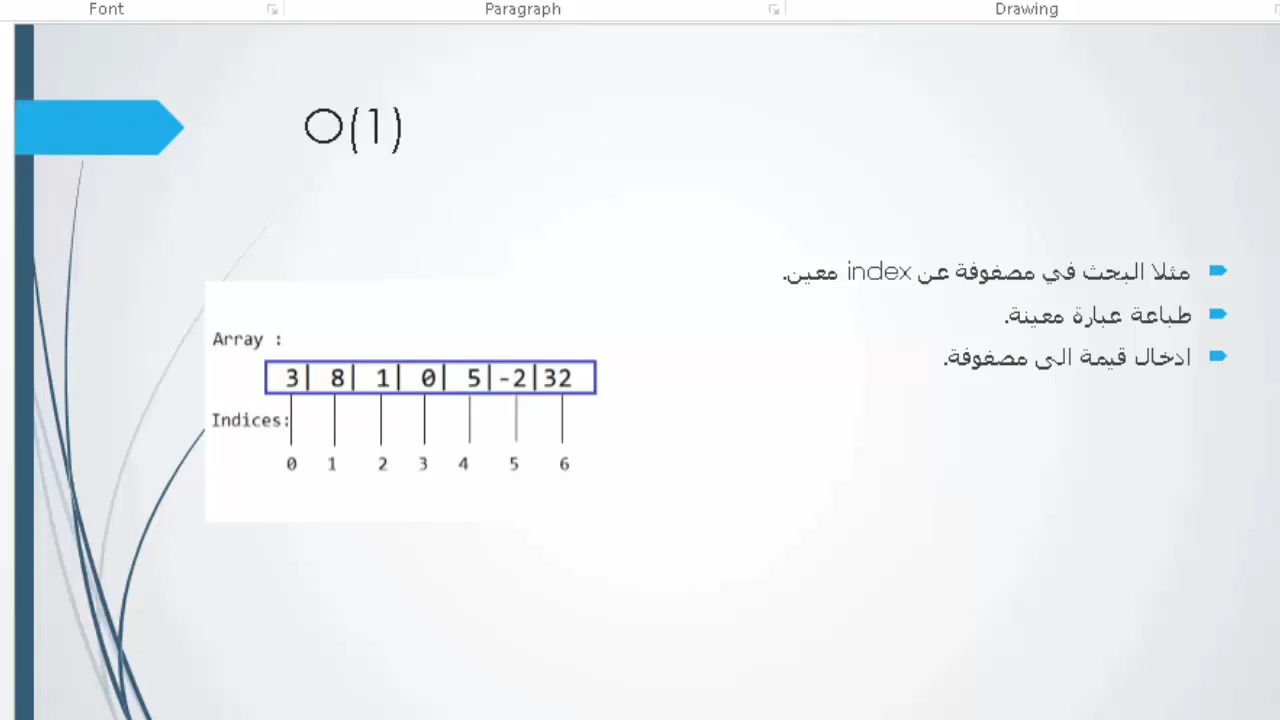 Font Paragraph Drawing
O(1)
مثلا البحث في مصفوفة عن index معين.
طباعة عبارة معينة.
ادخال قيمة الى مصفوفة.
Array :
3| 8| 1| 0| 5|-2|32
Indices:
0 1 2 3 4 5 6